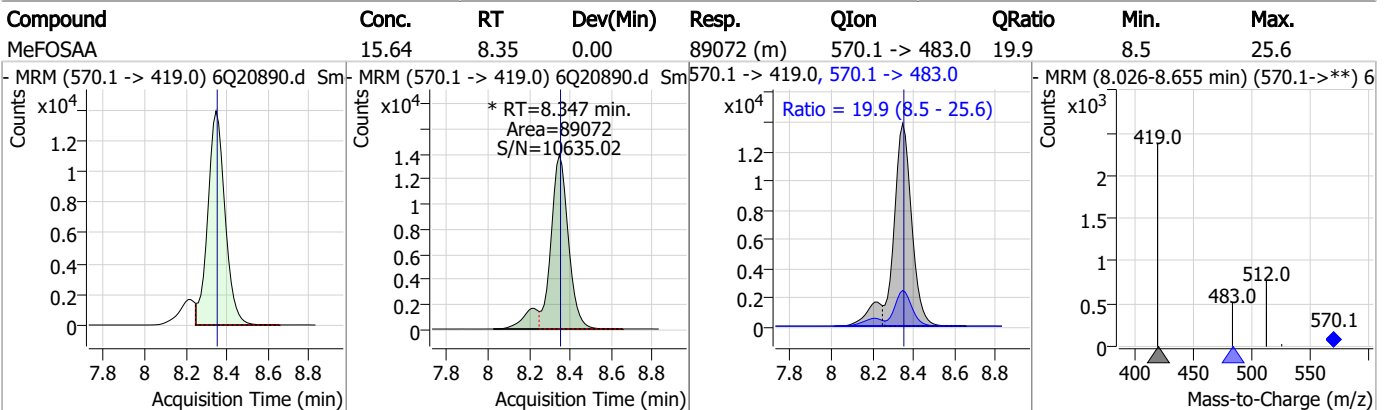 Compound Conc. RT Dev(Min) Resp. QIon QRatio Min. Max.
MeFOSAA 15.64 8.35 0.00 89072 (m) 570.1 -> 483.0 19.9 8.5 25.6
- MRM (570.1 -> 419.0) 6Q20890.d Sm
Counts
x10⁴
1.2
1
0.8
0.6
0.4
0.2
0
7.8 8 8.2 8.4 8.6 8.8
Acquisition Time (min)
- MRM (570.1 -> 419.0) 6Q20890.d Sm
Counts
x10⁴
* RT=8.347 min.
Area=89072
S/N=10635.02
1.4
1.2
1
0.8
0.6
0.4
0.2
0
7.8 8 8.2 8.4 8.6 8.8
Acquisition Time (min)
570.1 -> 419.0, 570.1 -> 483.0
Counts
x10⁴
Ratio = 19.9 (8.5 - 25.6)
1.2
1
0.8
0.6
0.4
0.2
0
7.8 8 8.2 8.4 8.6 8.8
Acquisition Time (min)
- MRM (8.026-8.655 min) (570.1->**) 6
Counts
x10³
419.0
2
1.5
1
512.0
483.0
0.5
570.1
0
400 450 500 550
Mass-to-Charge (m/z)